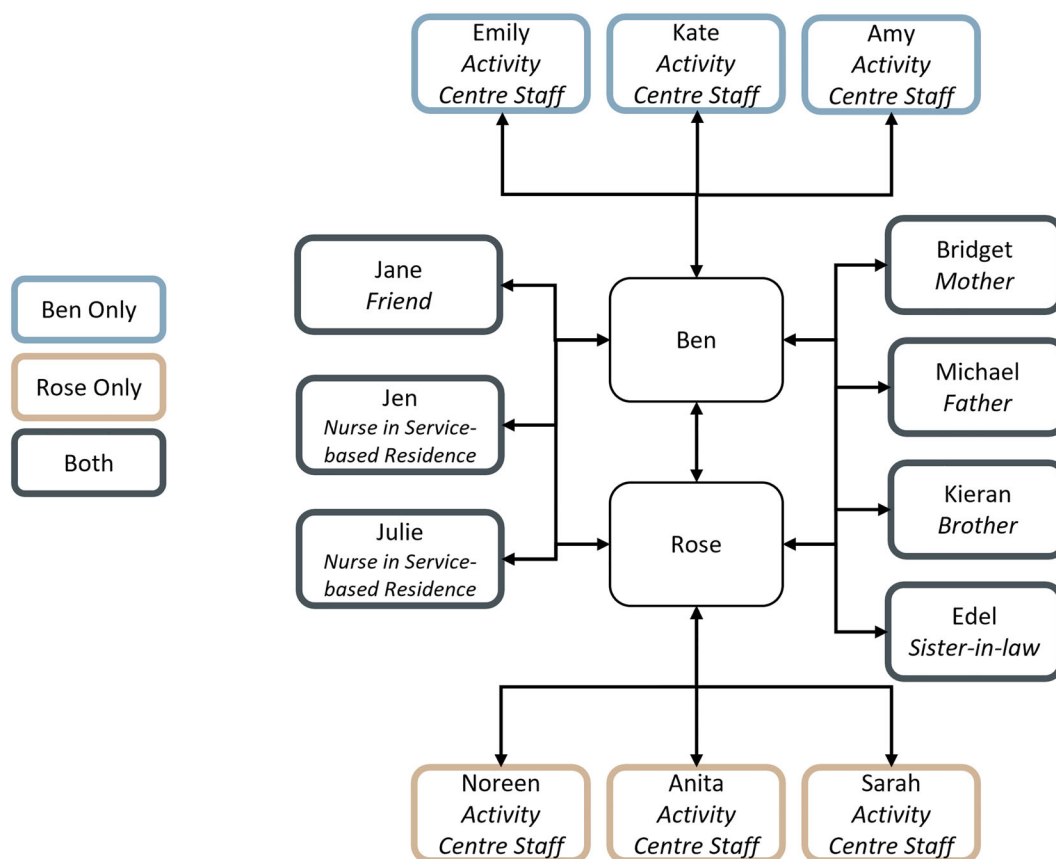 Emily
Activity
Centre Staff
Kate
Activity
Centre Staff
Amy
Activity
Centre Staff
Ben Only
Rose Only
Both
Jane
Friend
Jen
Nurse in Service-
based Residence
Julie
Nurse in Service-
based Residence
Ben
Rose
Bridget
Mother
Michael
Father
Kieran
Brother
Edel
Sister-in-law
Noreen
Activity
Centre Staff
Anita
Activity
Centre Staff
Sarah
Activity
Centre Staff